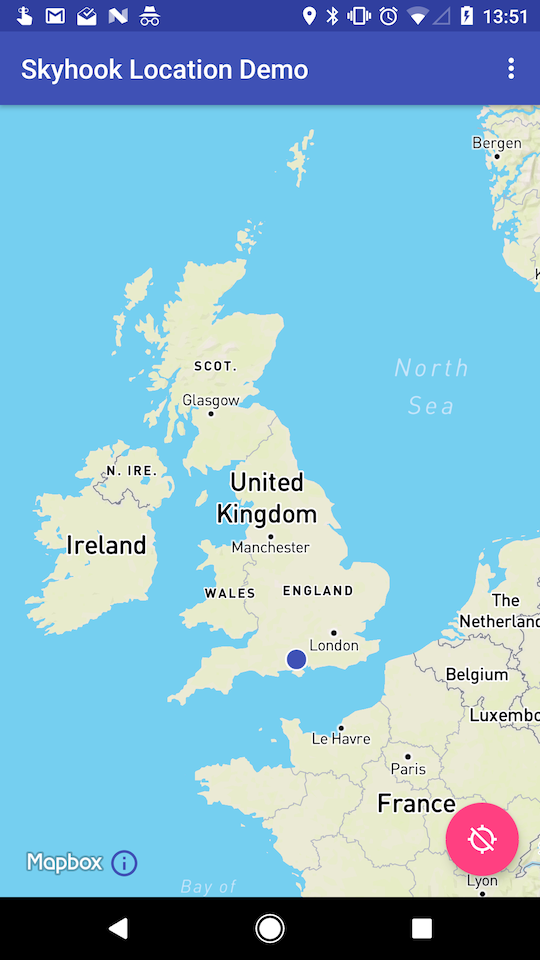 13:51
Skyhook Location Demo
Bergen
SCOT.
North
Sea
Glasgow
N. IRE.
United
Kingdom
Ireland
Manchester
WALES
ENGLAND
The
Netherland
London
Belgium
Luxembo
Le Havre
Paris
France
Mapbox
Lyon
Bay of